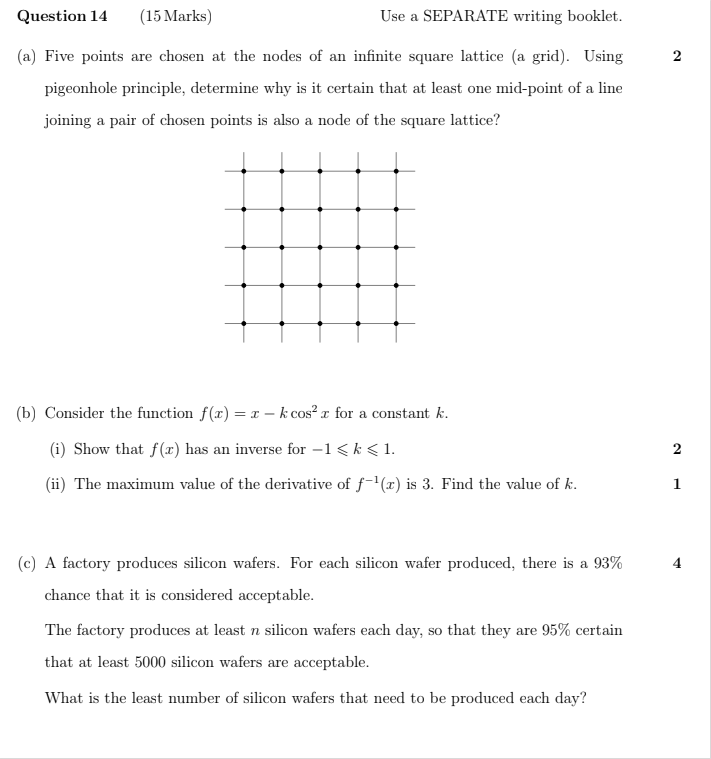 Question 14 (15 Marks) Use a SEPARATE writing booklet.
(a) Five points are chosen at the nodes of an infinite square lattice (a grid). Using 2
pigeonhole principle, determine why is it certain that at least one mid-point of a line
joining a pair of chosen points is also a node of the square lattice?
(b) Consider the function f(x) = x − k cos² x for a constant k.
(i) Show that f(x) has an inverse for −1 ⩽ k ⩽ 1. 2
(ii) The maximum value of the derivative of f⁻¹(x) is 3. Find the value of k. 1
(c) A factory produces silicon wafers. For each silicon wafer produced, there is a 93% 4
chance that it is considered acceptable.
The factory produces at least n silicon wafers each day, so that they are 95% certain
that at least 5000 silicon wafers are acceptable.
What is the least number of silicon wafers that need to be produced each day?